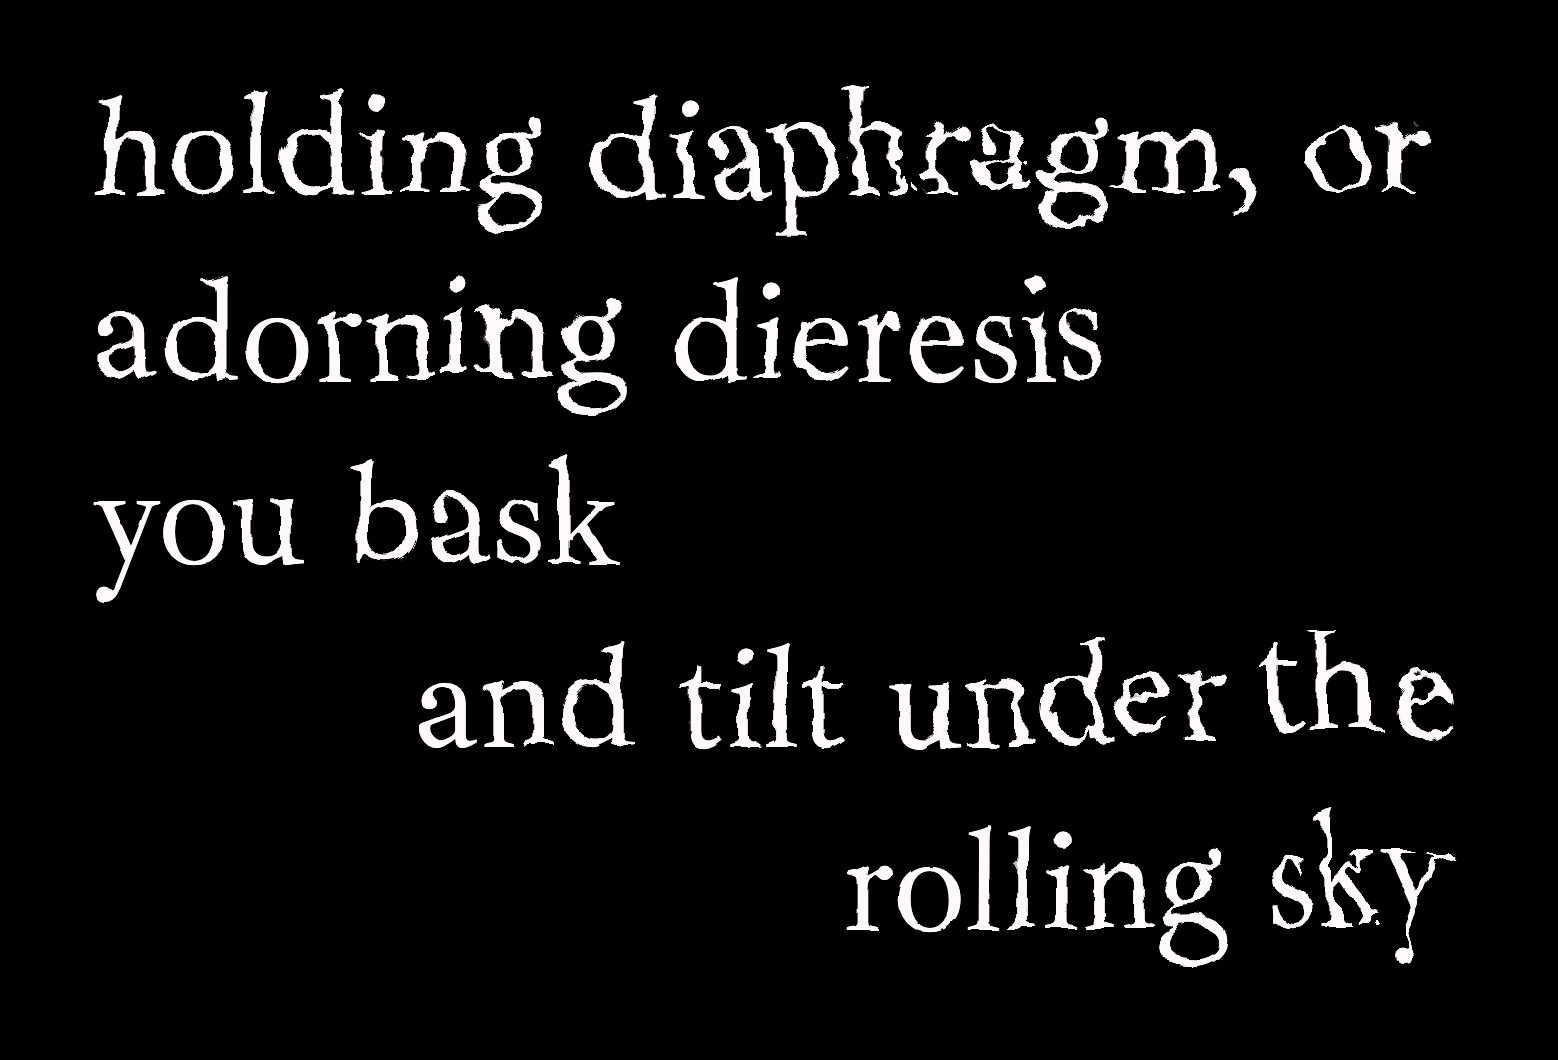 holding diaphragm, or
adorning dieresis
you bask
and tilt under the
rolling sky